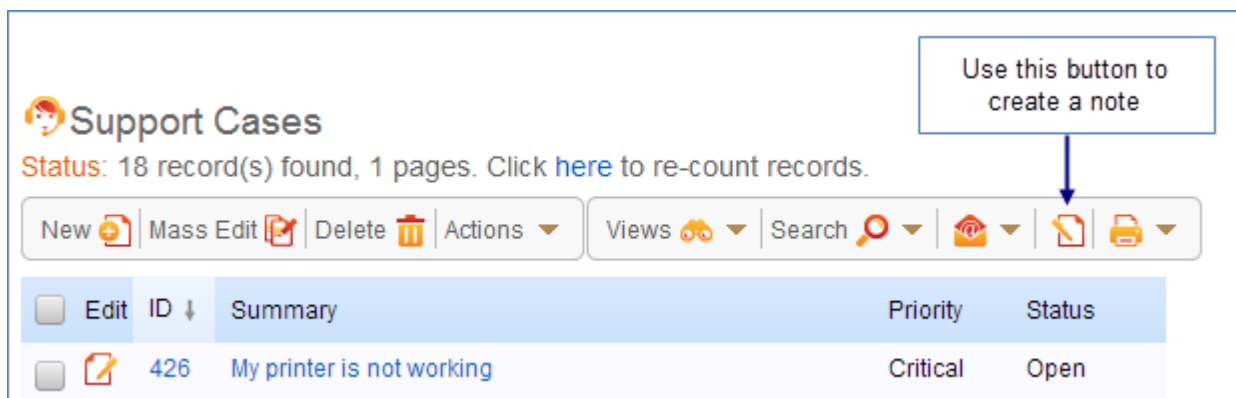 Use this button to
create a note
Support Cases
Status: 18 record(s) found, 1 pages. Click here to re-count records.
New Mass Edit Delete Actions Views Search
Edit ID Summary Priority Status
426 My printer is not working Critical Open